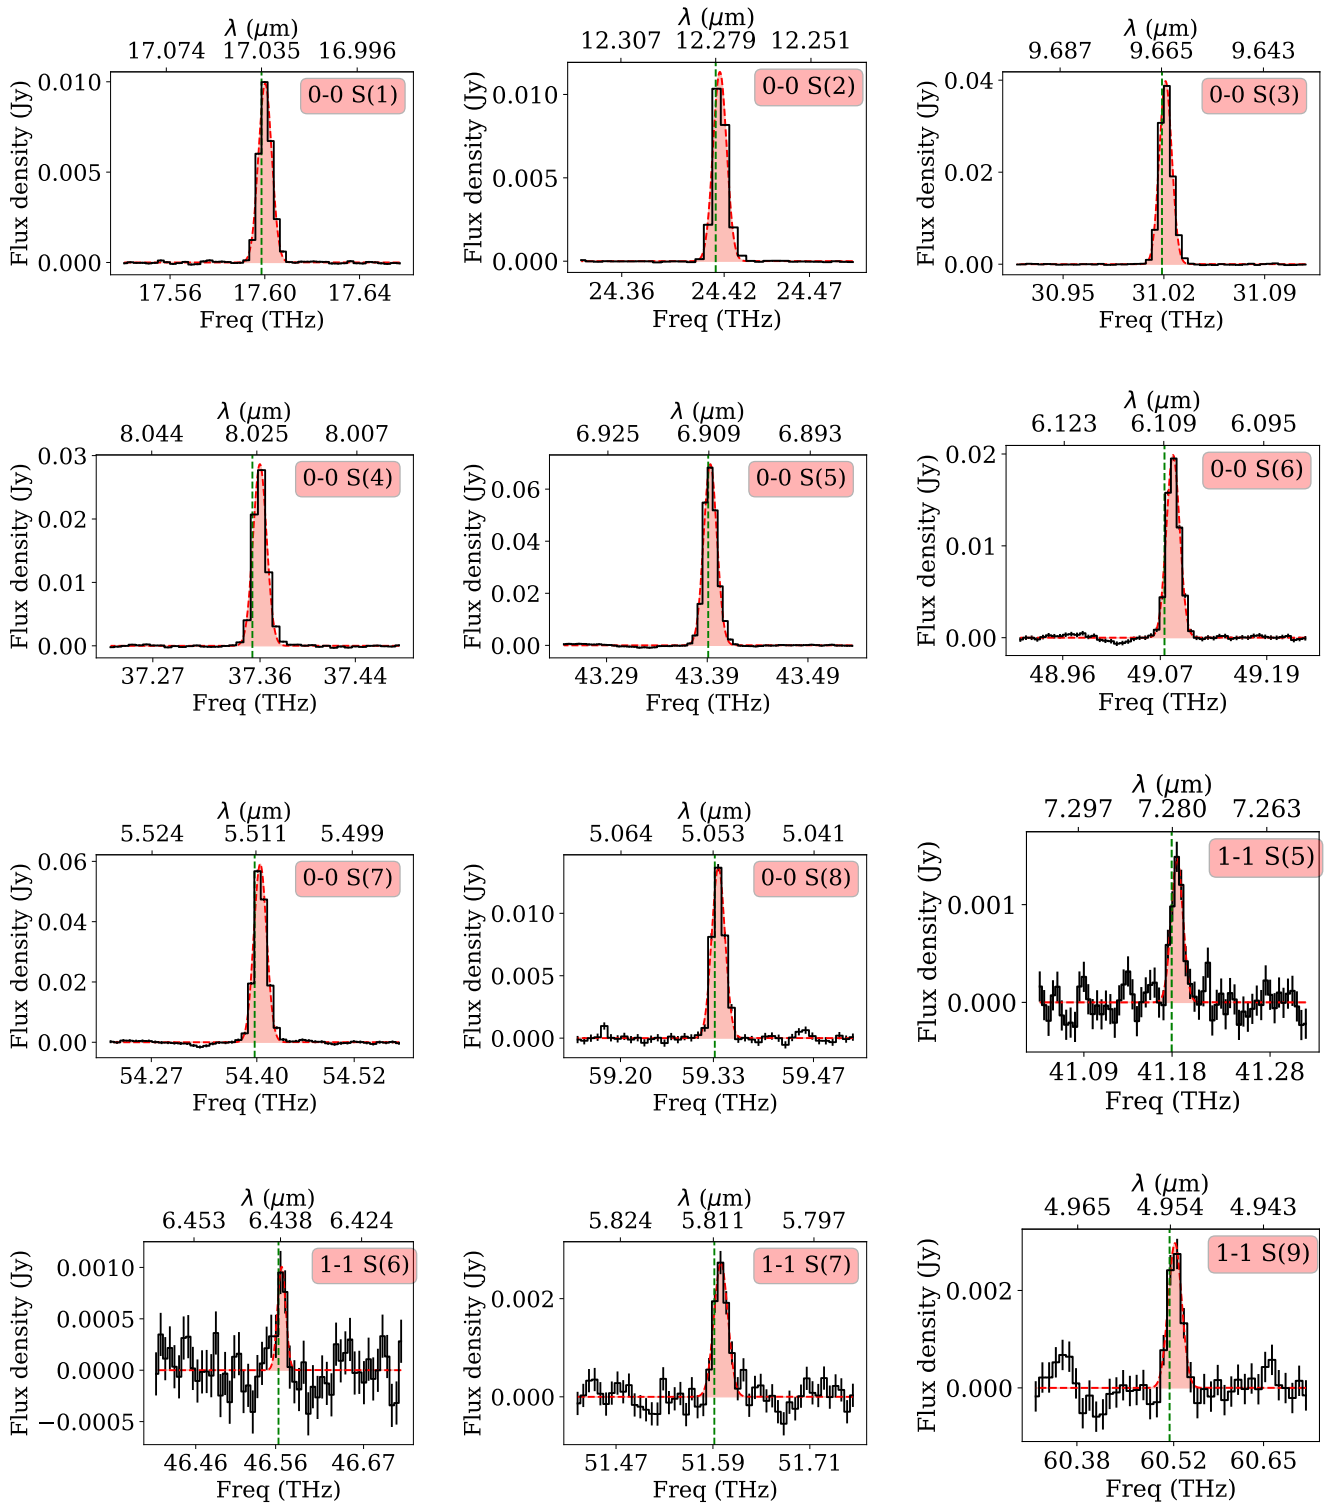 λ (μm)
17.074 17.035 16.996
0-0 S(1)
Flux density (Jy)
0.010
0.005
0.000
17.56 17.60 17.64
Freq (THz)
λ (μm)
12.307 12.279 12.251
0-0 S(2)
Flux density (Jy)
0.010
0.005
0.000
24.36 24.42 24.47
Freq (THz)
λ (μm)
9.687 9.665 9.643
0-0 S(3)
Flux density (Jy)
0.04
0.02
0.00
30.95 31.02 31.09
Freq (THz)
λ (μm)
8.044 8.025 8.007
0-0 S(4)
Flux density (Jy)
0.03
0.02
0.01
0.00
37.27 37.36 37.44
Freq (THz)
λ (μm)
6.925 6.909 6.893
0-0 S(5)
Flux density (Jy)
0.06
0.04
0.02
0.00
43.29 43.39 43.49
Freq (THz)
λ (μm)
6.123 6.109 6.095
0-0 S(6)
Flux density (Jy)
0.02
0.01
0.00
48.96 49.07 49.19
Freq (THz)
λ (μm)
5.524 5.511 5.499
0-0 S(7)
Flux density (Jy)
0.06
0.04
0.02
0.00
54.27 54.40 54.52
Freq (THz)
λ (μm)
5.064 5.053 5.041
0-0 S(8)
Flux density (Jy)
0.010
0.005
0.000
59.20 59.33 59.47
Freq (THz)
λ (μm)
7.297 7.280 7.263
1-1 S(5)
Flux density (Jy)
0.001
0.000
41.09 41.18 41.28
Freq (THz)
λ (μm)
6.453 6.438 6.424
1-1 S(6)
Flux density (Jy)
0.0010
0.0005
0.0000
−0.0005
46.46 46.56 46.67
Freq (THz)
λ (μm)
5.824 5.811 5.797
1-1 S(7)
Flux density (Jy)
0.002
0.000
51.47 51.59 51.71
Freq (THz)
λ (μm)
4.965 4.954 4.943
1-1 S(9)
Flux density (Jy)
0.002
0.000
60.38 60.52 60.65
Freq (THz)